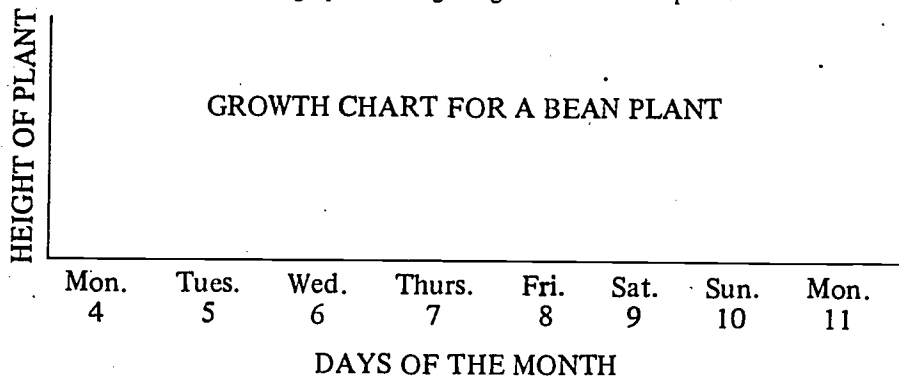 HEIGHT OF PLANT
GROWTH CHART FOR A BEAN PLANT
Mon. Tues. Wed. Thurs. Fri. Sat. Sun. Mon.
4 5 6 7 8 9 10 11
DAYS OF THE MONTH